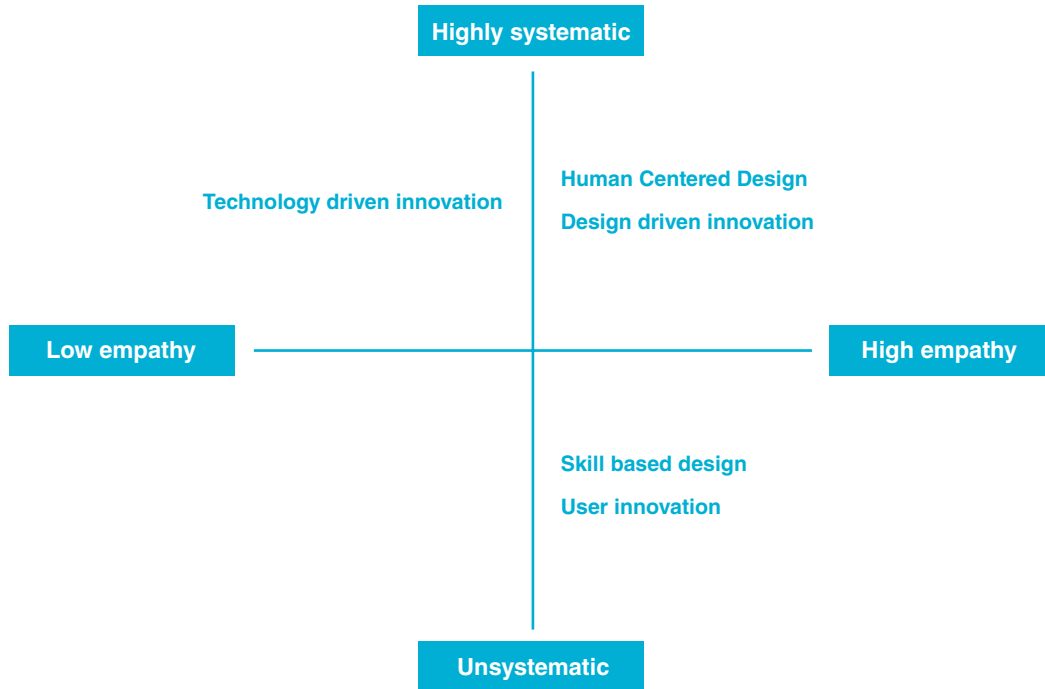 Highly systematic
Human Centered Design
Technology driven innovation
Design driven innovation
Low empathy
High empathy
Skill based design
User innovation
Unsystematic